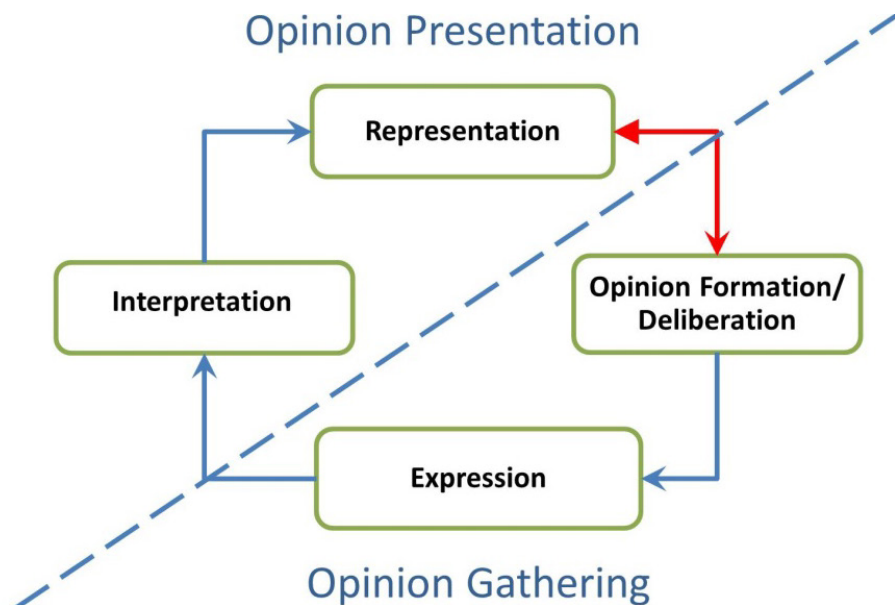 Opinion Presentation
Representation
Interpretation
Opinion Formation/
Deliberation
Expression
Opinion Gathering